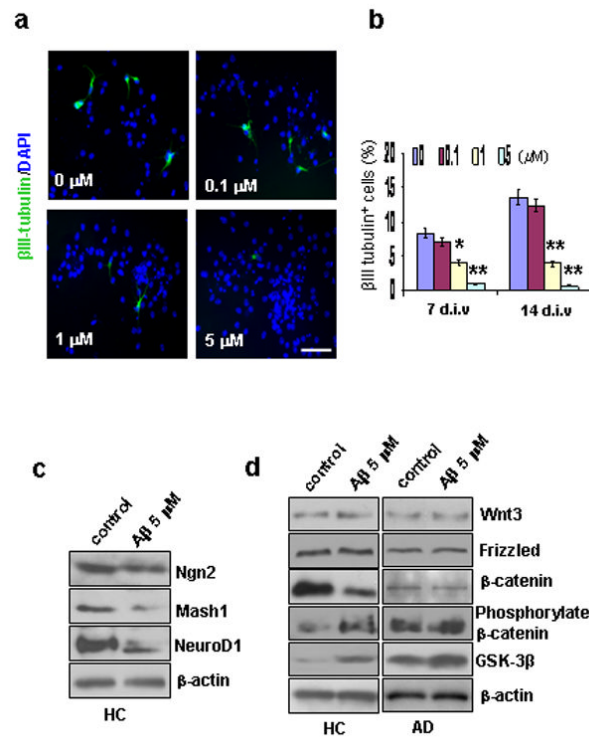 a
βIII-tubulin/DAPI
0 µM
0.1 µM
1 µM
5 µM
b
βIII tubulin+ cells (%)
20
15
10
5
0
0 0.1 1 5 (µM)
* ** ** **
7 d.i.v 14 d.i.v
c
control Aβ 5 µM
Ngn2
Mash1
NeuroD1
β-actin
HC
d
control Aβ 5 µM control Aβ 5 µM
Wnt3
Frizzled
β-catenin
Phosphorylate
β-catenin
GSK-3β
β-actin
HC AD